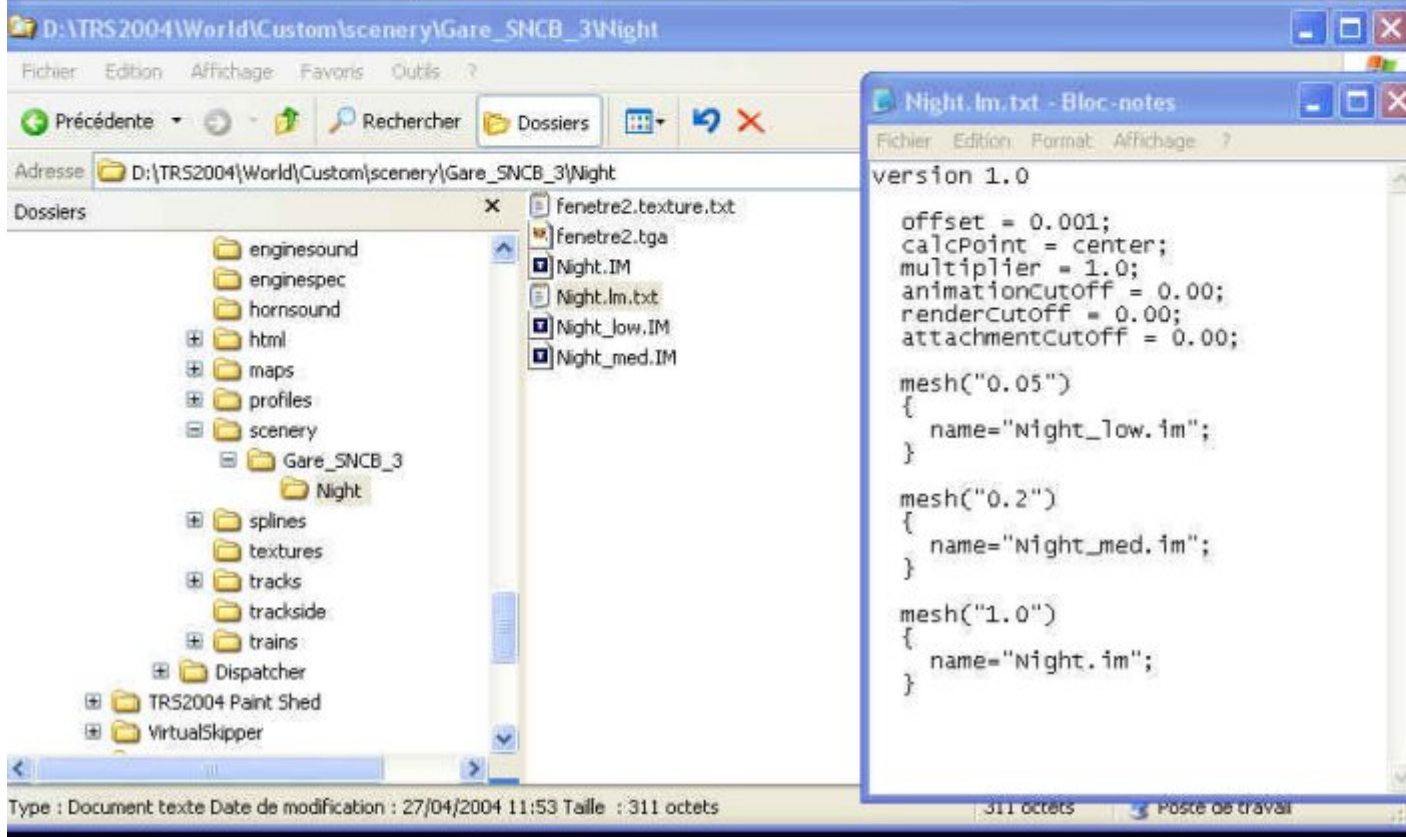 D:\TRS2004\World\Custom\scenery\Gare_SNCB_3\Night
Fichier Edition Affichage Favoris Outils ?
Précédente Rechercher Dossiers
Adresse D:\TRS2004\World\Custom\scenery\Gare_SNCB_3\Night
Dossiers
enginesound
enginespec
hornsound
html
maps
profiles
scenery
Gare_SNCB_3
Night
splines
textures
tracks
trackside
trains
Dispatcher
TRS2004 Paint Shed
VirtualSkipper
fenetre2.texture.txt
fenetre2.tga
Night.IM
Night.lm.txt
Night_low.IM
Night_med.IM
Night.lm.txt - Bloc-notes
Fichier Edition Format Affichage ?
version 1.0
offset = 0.001;
calcPoint = center;
multiplier = 1.0;
animationCutOff = 0.00;
renderCutOff = 0.00;
attachmentCutOff = 0.00;
mesh("0.05")
{
name="Night_low.im";
}
mesh("0.2")
{
name="Night_med.im";
}
mesh("1.0")
{
name="Night.im";
}
Type : Document texte Date de modification : 27/04/2004 11:53 Taille : 311 octets
311 octets Poste de travail